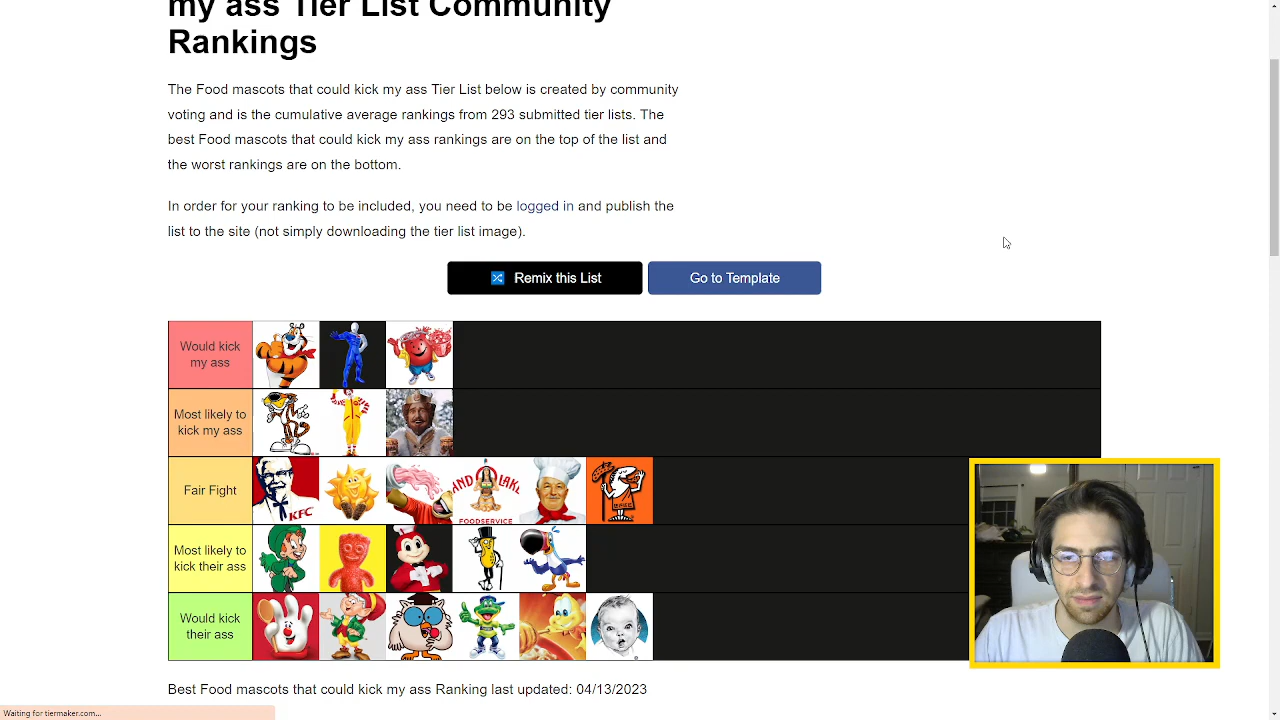 my ass Tier List Community
Rankings
The Food mascots that could kick my ass Tier List below is created by community
voting and is the cumulative average rankings from 293 submitted tier lists. The
best Food mascots that could kick my ass rankings are on the top of the list and
the worst rankings are on the bottom.
In order for your ranking to be included, you need to be logged in and publish the
list to the site (not simply downloading the tier list image).
Remix this List
Go to Template
Would kick
my ass
Most likely to
kick my ass
Fair Fight
KFC
AND LAKE
FOODSERVICE
Most likely to
kick their ass
Would kick
their ass
Best Food mascots that could kick my ass Ranking last updated: 04/13/2023
Waiting for tiermaker.com...